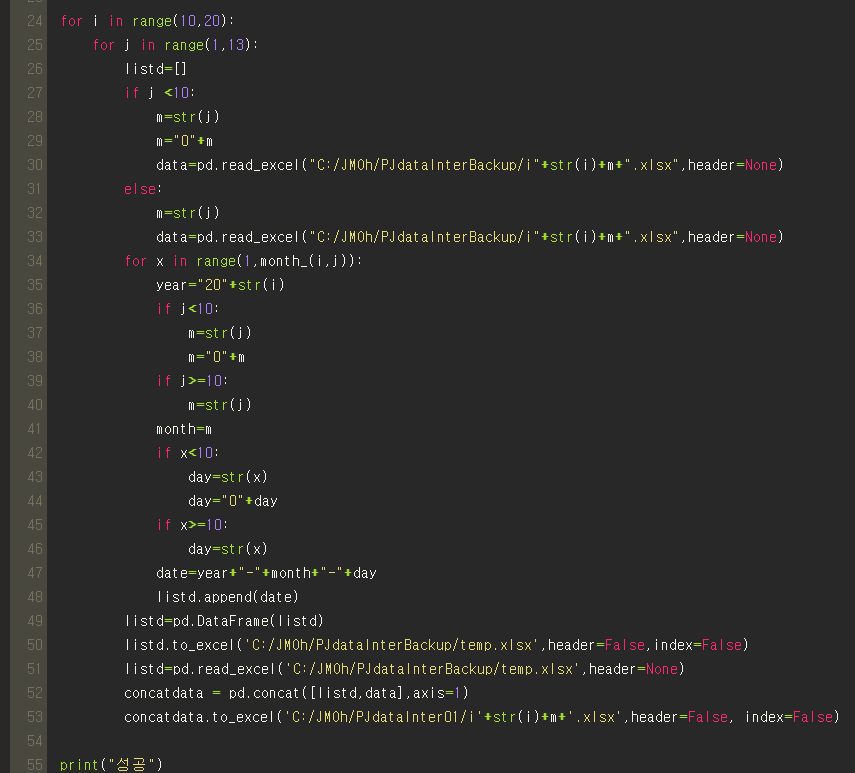 24 for i in range(10,20):
25     for j in range(1,13):
26         listd=[]
27         if j <10:
28             m=str(j)
29             m="0"+m
30             data=pd.read_excel("C:/JMOh/PJdataInterBackup/i"+str(i)+m+".xlsx",header=None)
31         else:
32             m=str(j)
33             data=pd.read_excel("C:/JMOh/PJdataInterBackup/i"+str(i)+m+".xlsx",header=None)
34         for x in range(1,month_(i,j)):
35             year="20"+str(i)
36             if j<10:
37                 m=str(j)
38                 m="0"+m
39             if j>=10:
40                 m=str(j)
41             month=m
42             if x<10:
43                 day=str(x)
44                 day="0"+day
45             if x>=10:
46                 day=str(x)
47             date=year+"-"+month+"-"+day
48             listd.append(date)
49         listd=pd.DataFrame(listd)
50         listd.to_excel('C:/JMOh/PJdataInterBackup/temp.xlsx',header=False,index=False)
51         listd=pd.read_excel('C:/JMOh/PJdataInterBackup/temp.xlsx',header=None)
52         concatdata = pd.concat([listd,data],axis=1)
53         concatdata.to_excel('C:/JMOh/PJdataInter01/i'+str(i)+m+'.xlsx',header=False, index=False)
54
55 print("성공")